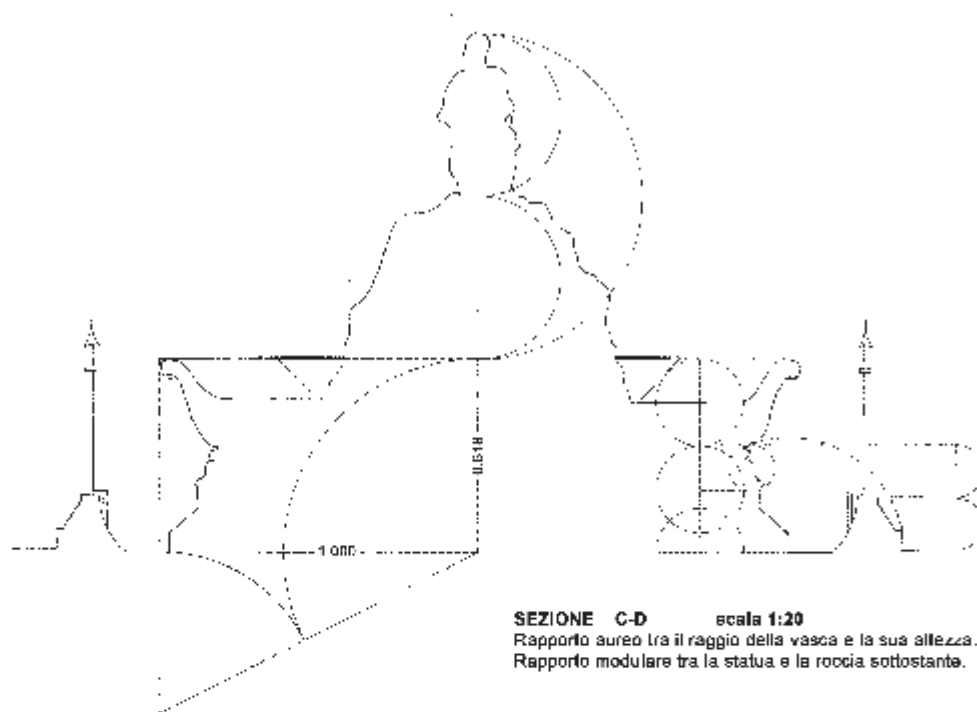 0.618
1.000
SEZIONE C-D scala 1:20
Rapporto aureo tra il raggio della vasca e la sua altezza.
Rapporto modulare tra la statua e la roccia sottostante.